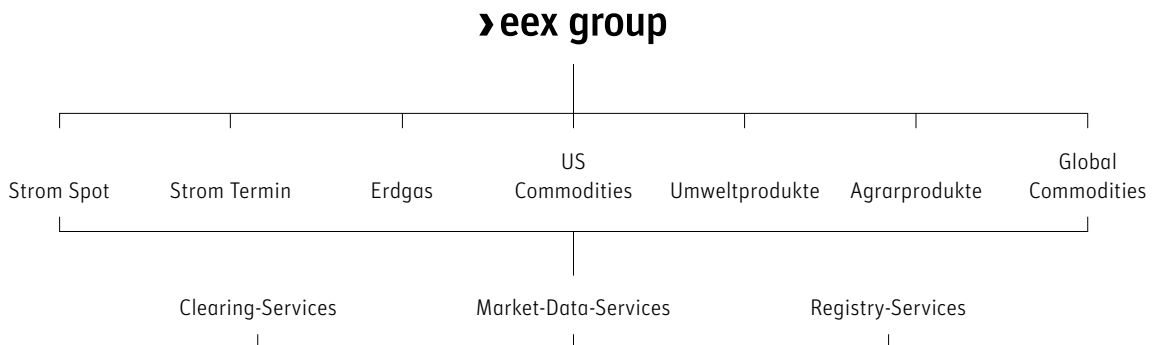 eex group
US
Global
Strom Spot
Strom Termin
Erdgas
Commodities
Umweltprodukte
Agrarprodukte
Commodities
Clearing-Services
Market-Data-Services
Registry-Services